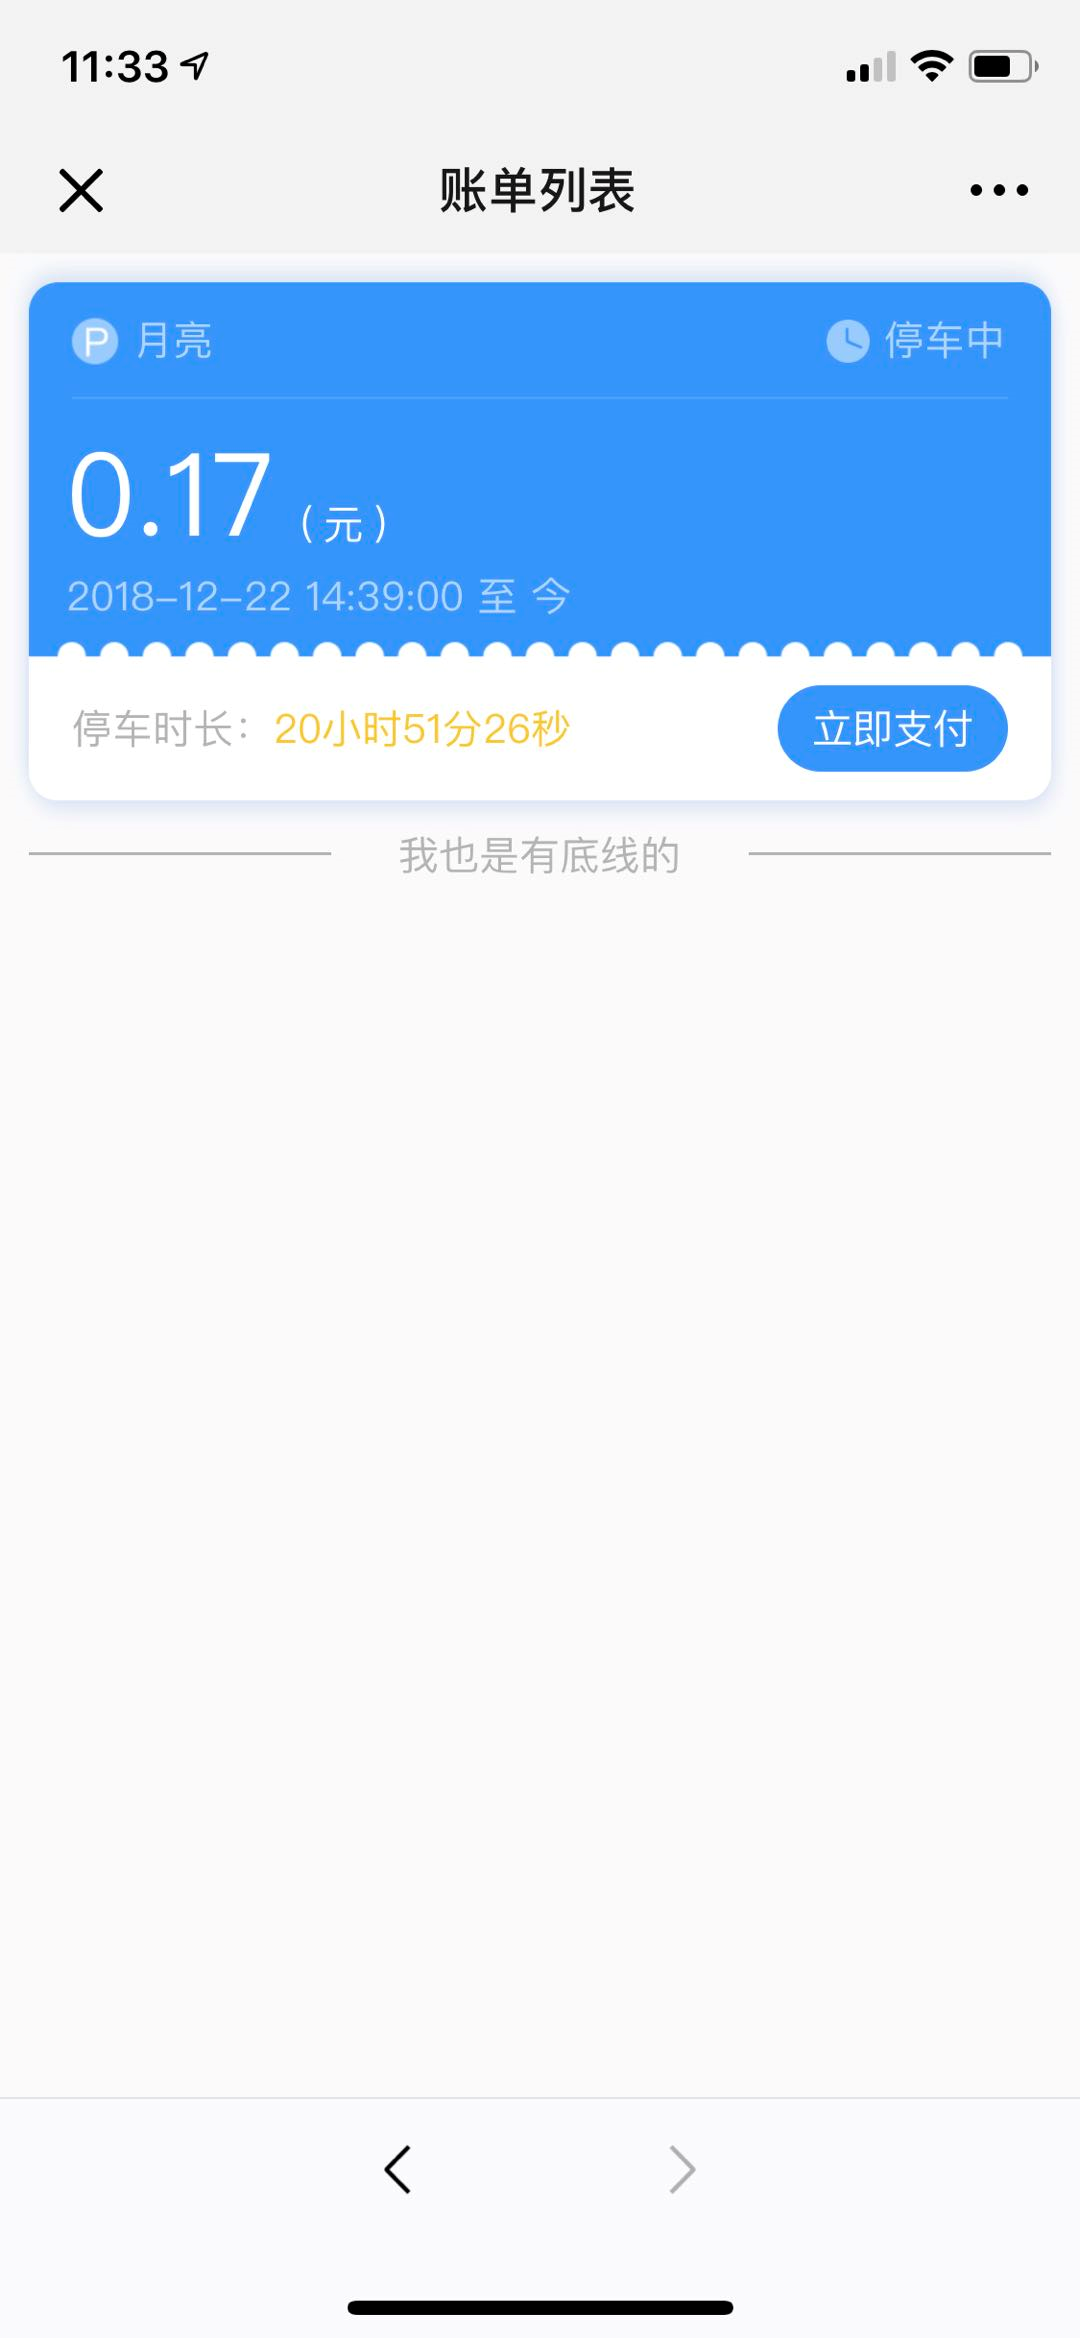 11:33
账单列表
P 月亮
停车中
0.17 (元)
2018-12-22 14:39:00 至 今
停车时长: 20小时51分26秒
立即支付
我也是有底线的